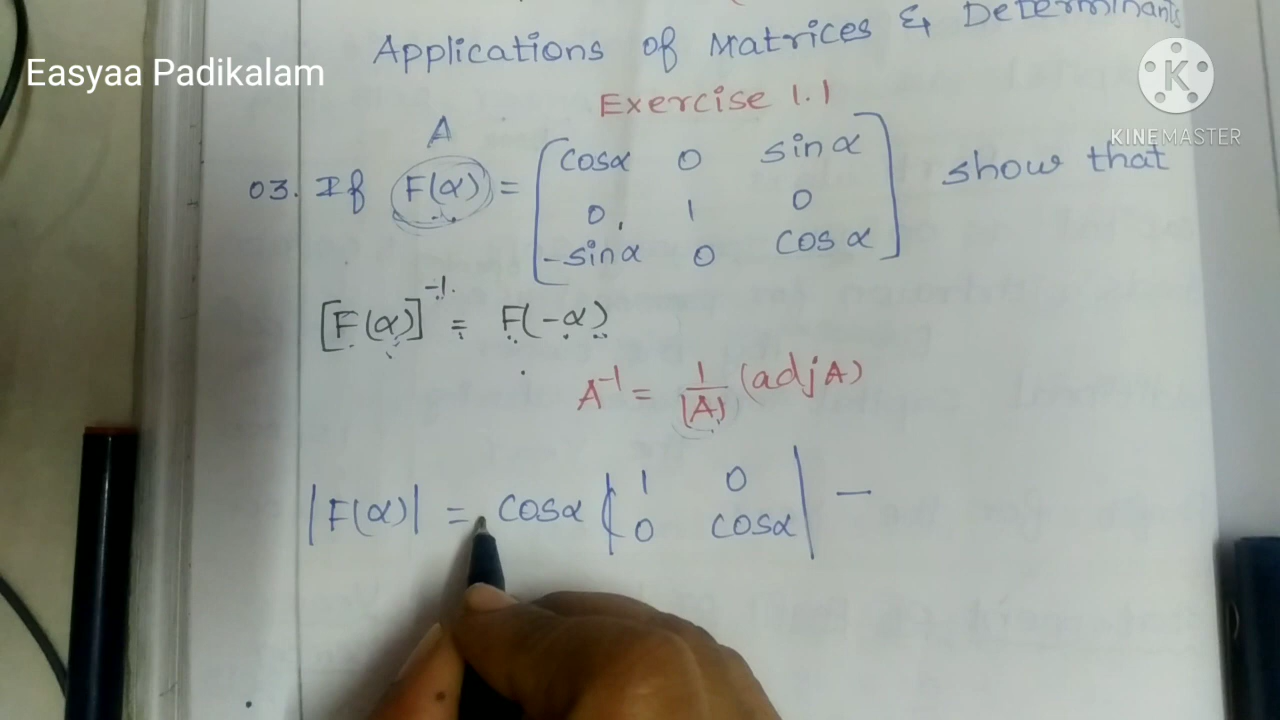 Applications of Matrices & Determinants
Easyaa Padikalam
K
KINEMASTER
Exercise 1.1
A
03. If F(α) = [cosα 0 sinα
0, 1 0
-sinα 0 cosα] show that
[F(α)]⁻¹ = F(-α)
A⁻¹ = 1/|A| (adjA)
|F(α)| = cosα |1 0
0 cosα| −